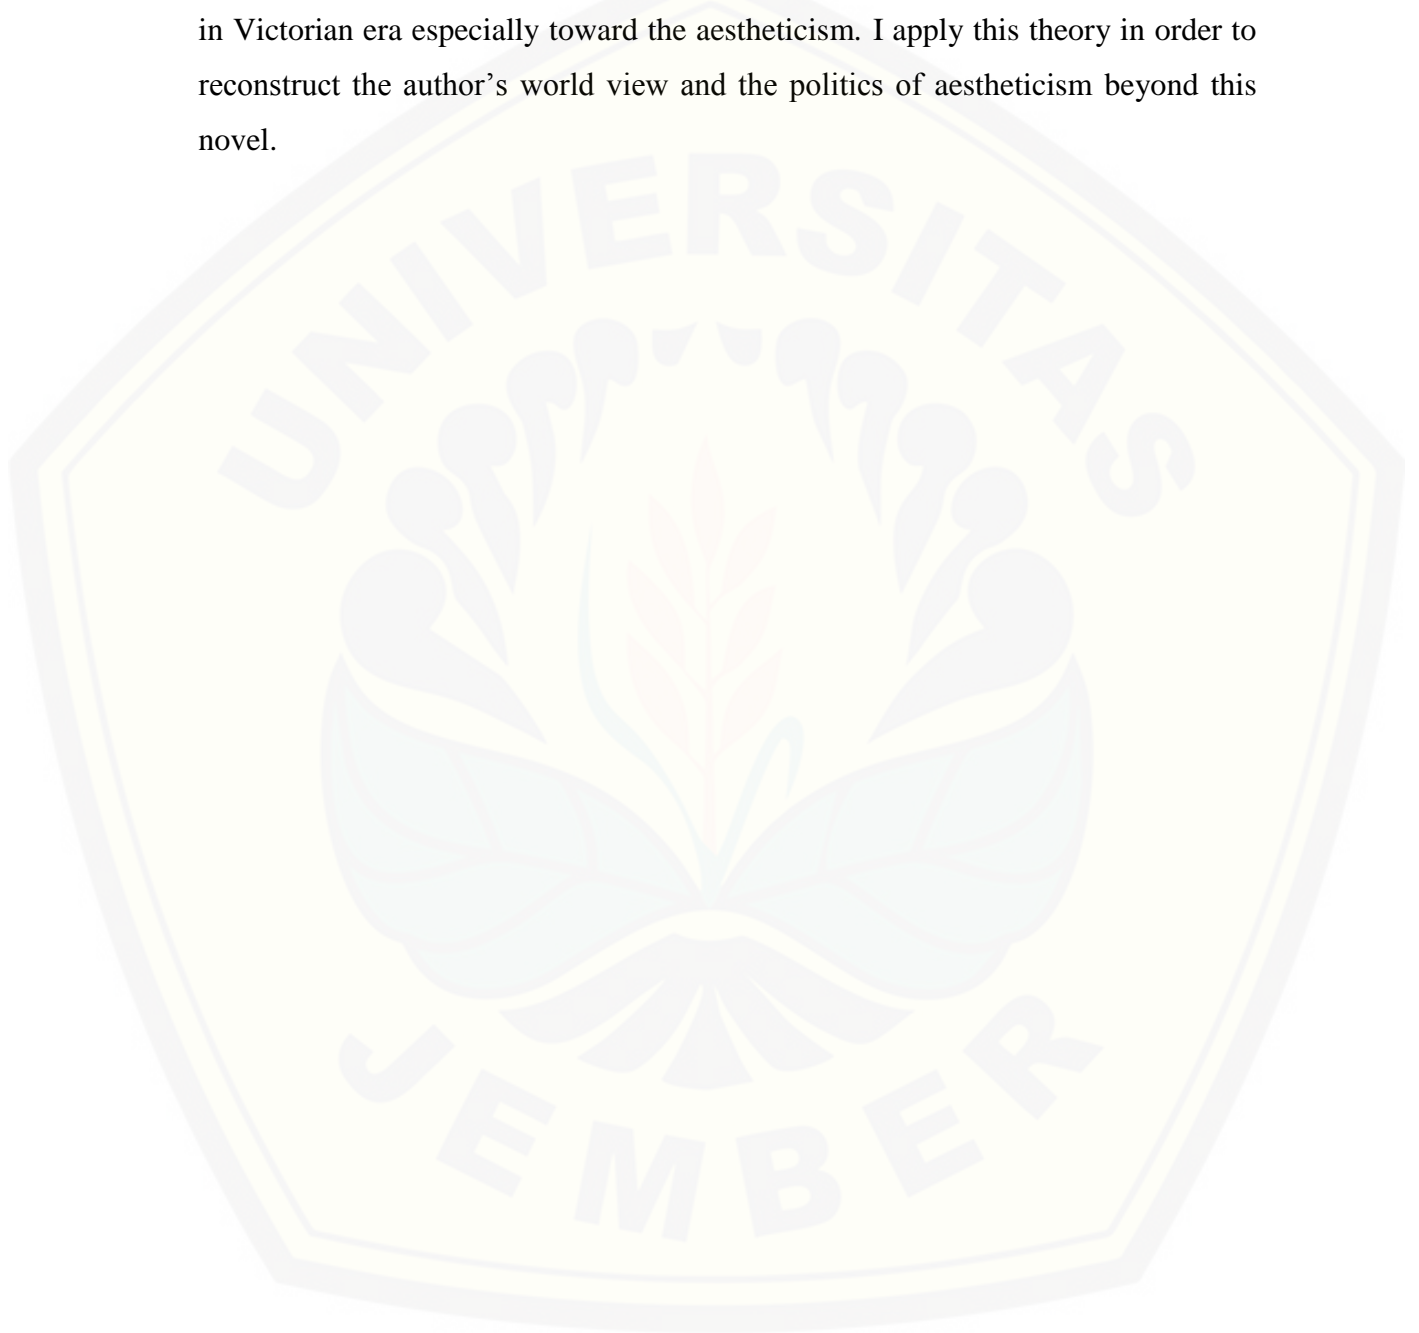 in Victorian era especially toward the aestheticism. I apply this theory in order to
reconstruct the author’s world view and the politics of aestheticism beyond this
novel.
UNIVERSITAS
JEMBER